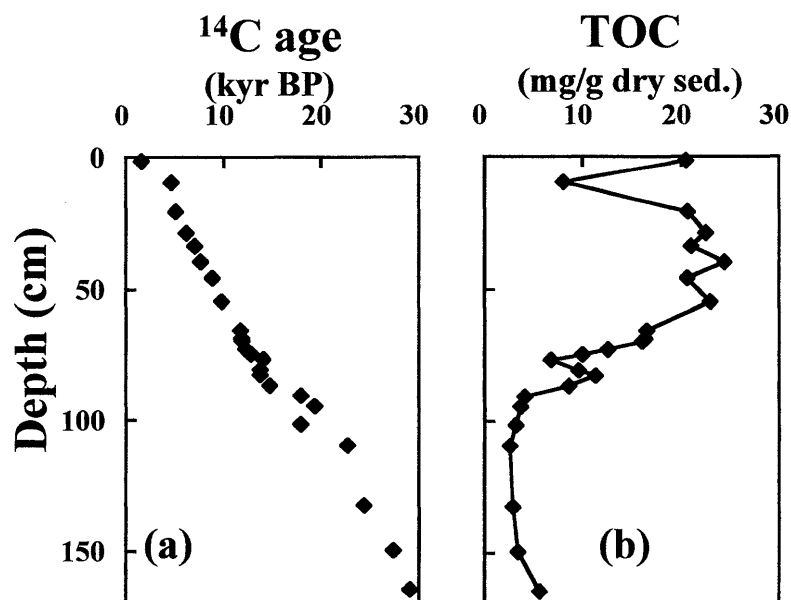 ¹⁴C age
TOC
(kyr BP)
(mg/g dry sed.)
0 10 20 30
0 10 20 30
0
50
100
150
Depth (cm)
(a)
(b)